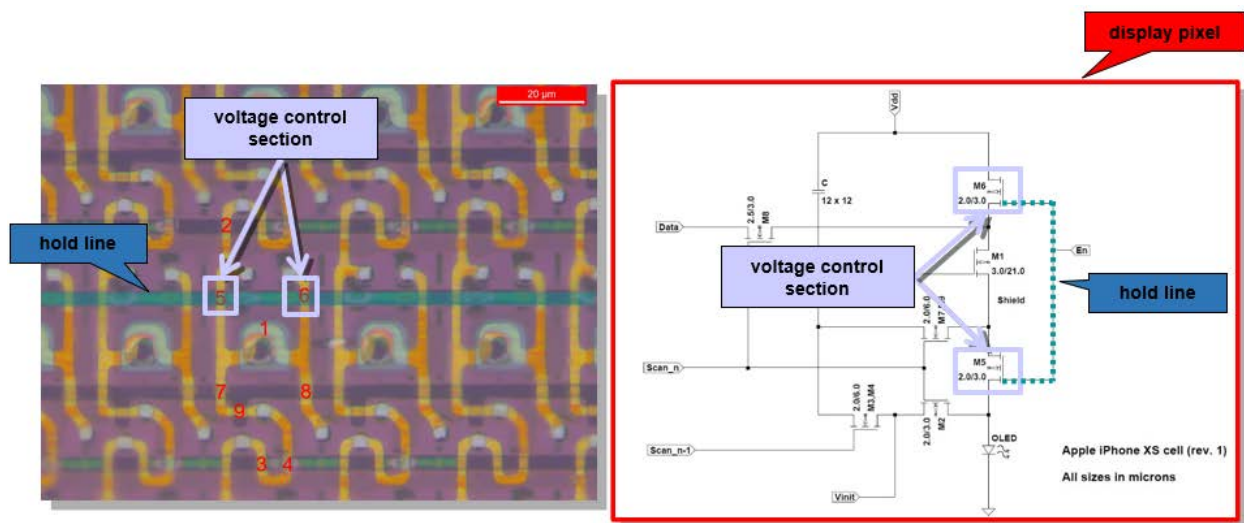 display pixel
20 µm
voltage control
section
hold line
2
5
6
1
7
8
9
3
4
Vdd
C
12 x 12
M6
2.0/3.0
2.5/3.0
M8
Data
En
M1
3.0/21.0
voltage control
section
hold line
Shield
2.0/6.0
Scan_n
M5
2.0/3.0
2.0/6.0
M3,M4
2.0/3.0
M2
OLED
Scan_n-1
Vinit
Apple iPhone XS cell (rev. 1)
All sizes in microns